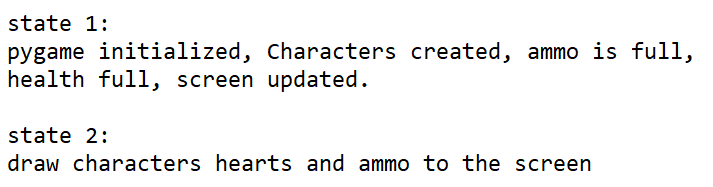 state 1:
pygame initialized, Characters created, ammo is full,
health full, screen updated.
state 2:
draw characters hearts and ammo to the screen